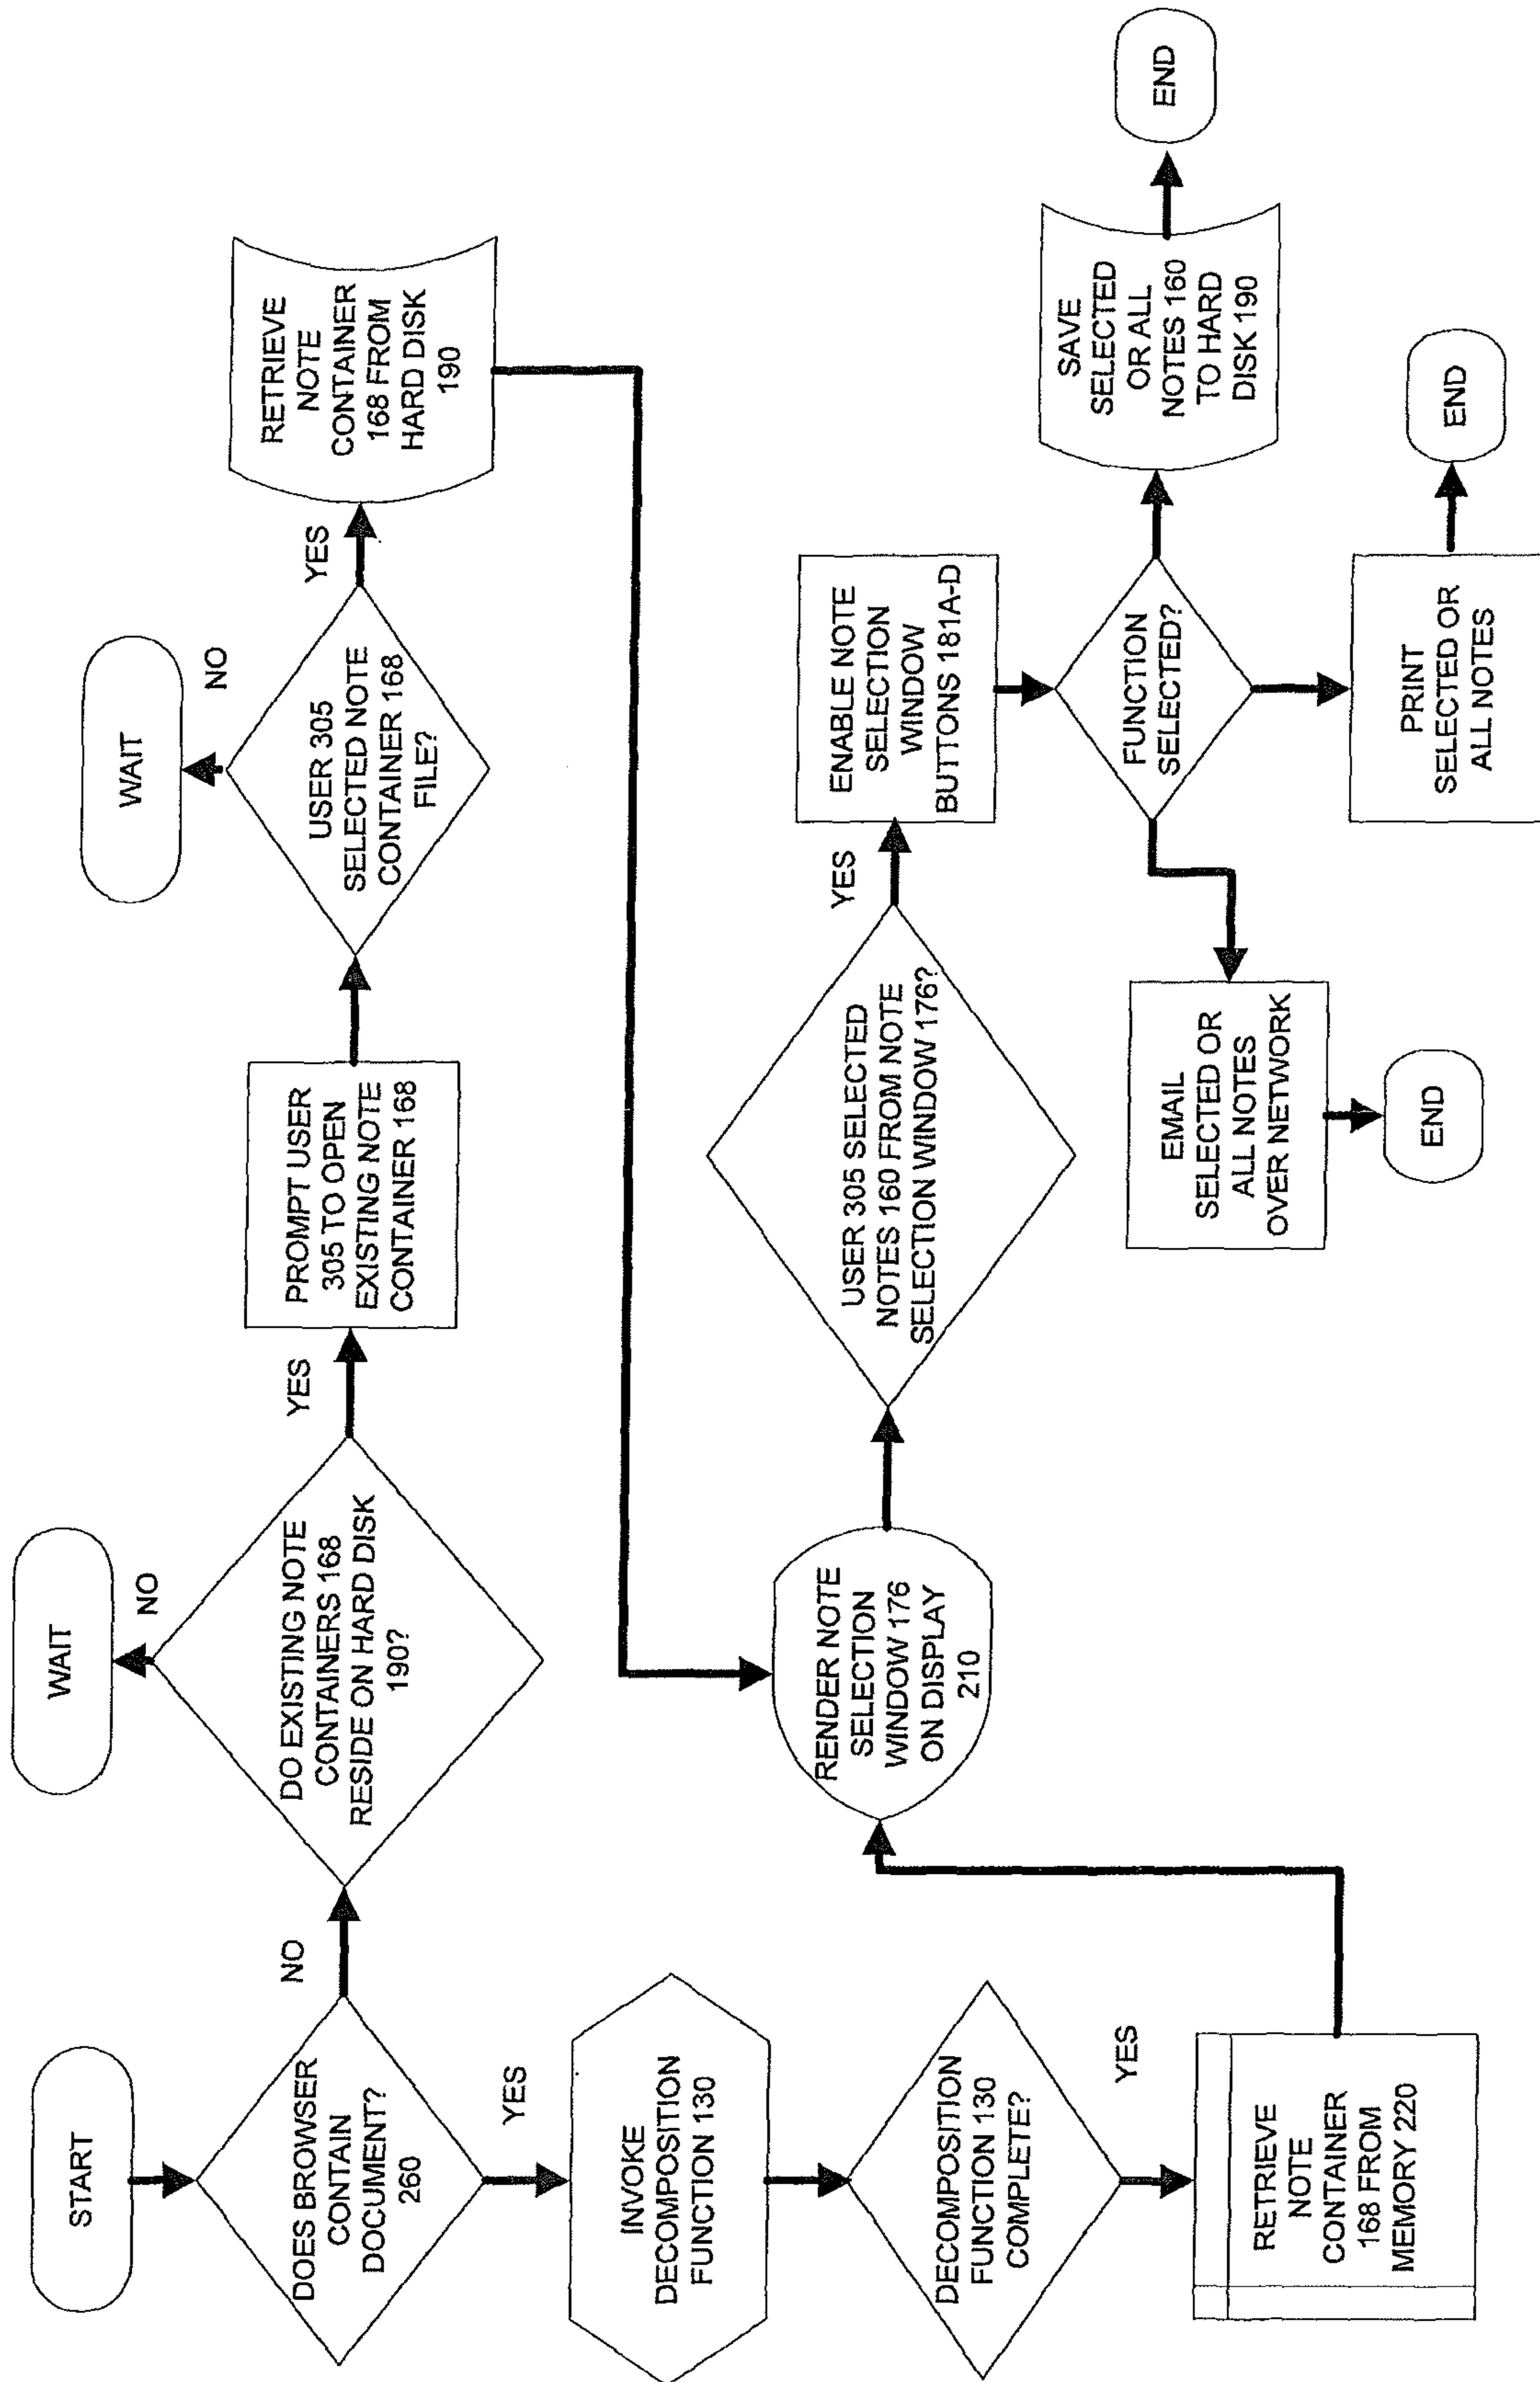 START
DOES BROWSER
CONTAIN
DOCUMENT?
260
NO
DO EXISTING NOTE
CONTAINERS 168
RESIDE ON HARD DISK
190?
NO
WAIT
YES
PROMPT USER
305 TO OPEN
EXISTING NOTE
CONTAINER 168
USER 305
SELECTED NOTE
CONTAINER 168
FILE?
NO
WAIT
YES
RETRIEVE
NOTE
CONTAINER
168 FROM
HARD DISK
190
YES
INVOKE
DECOMPOSITION
FUNCTION 130
DECOMPOSITION
FUNCTION 130
COMPLETE?
YES
RETRIEVE
NOTE
CONTAINER
168 FROM
MEMORY 220
RENDER NOTE
SELECTION
WINDOW 176
ON DISPLAY
210
USER 305 SELECTED
NOTES 160 FROM NOTE
SELECTION WINDOW 176?
YES
ENABLE NOTE
SELECTION
WINDOW
BUTTONS 181A-D
FUNCTION
SELECTED?
SAVE
SELECTED
OR ALL
NOTES 160
TO HARD
DISK 190
END
EMAIL
SELECTED OR
ALL NOTES
OVER NETWORK
END
PRINT
SELECTED OR
ALL NOTES
END